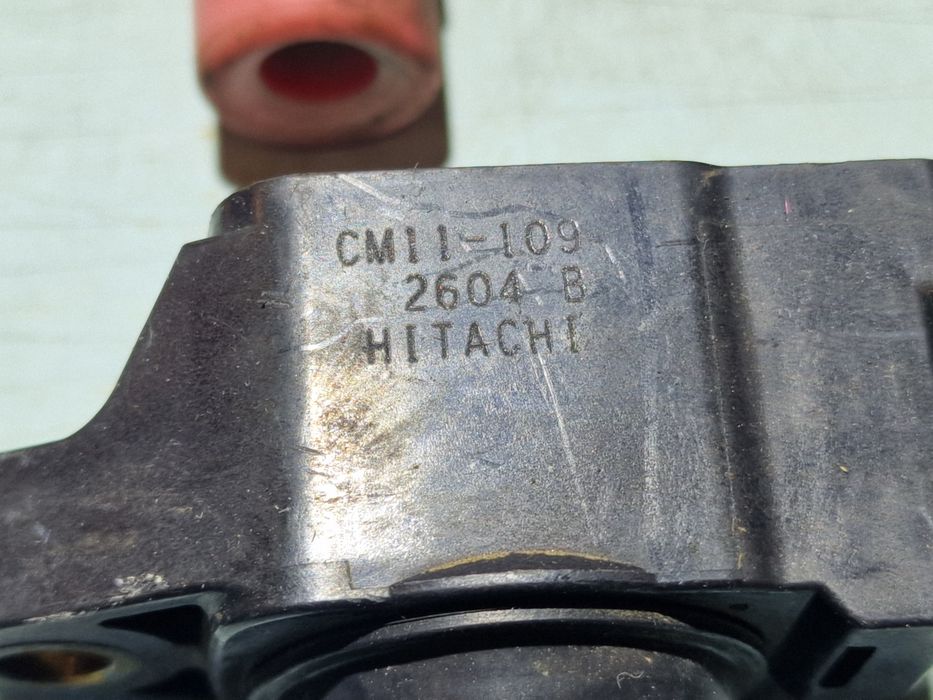 CM11-109
2604 B
HITACHI